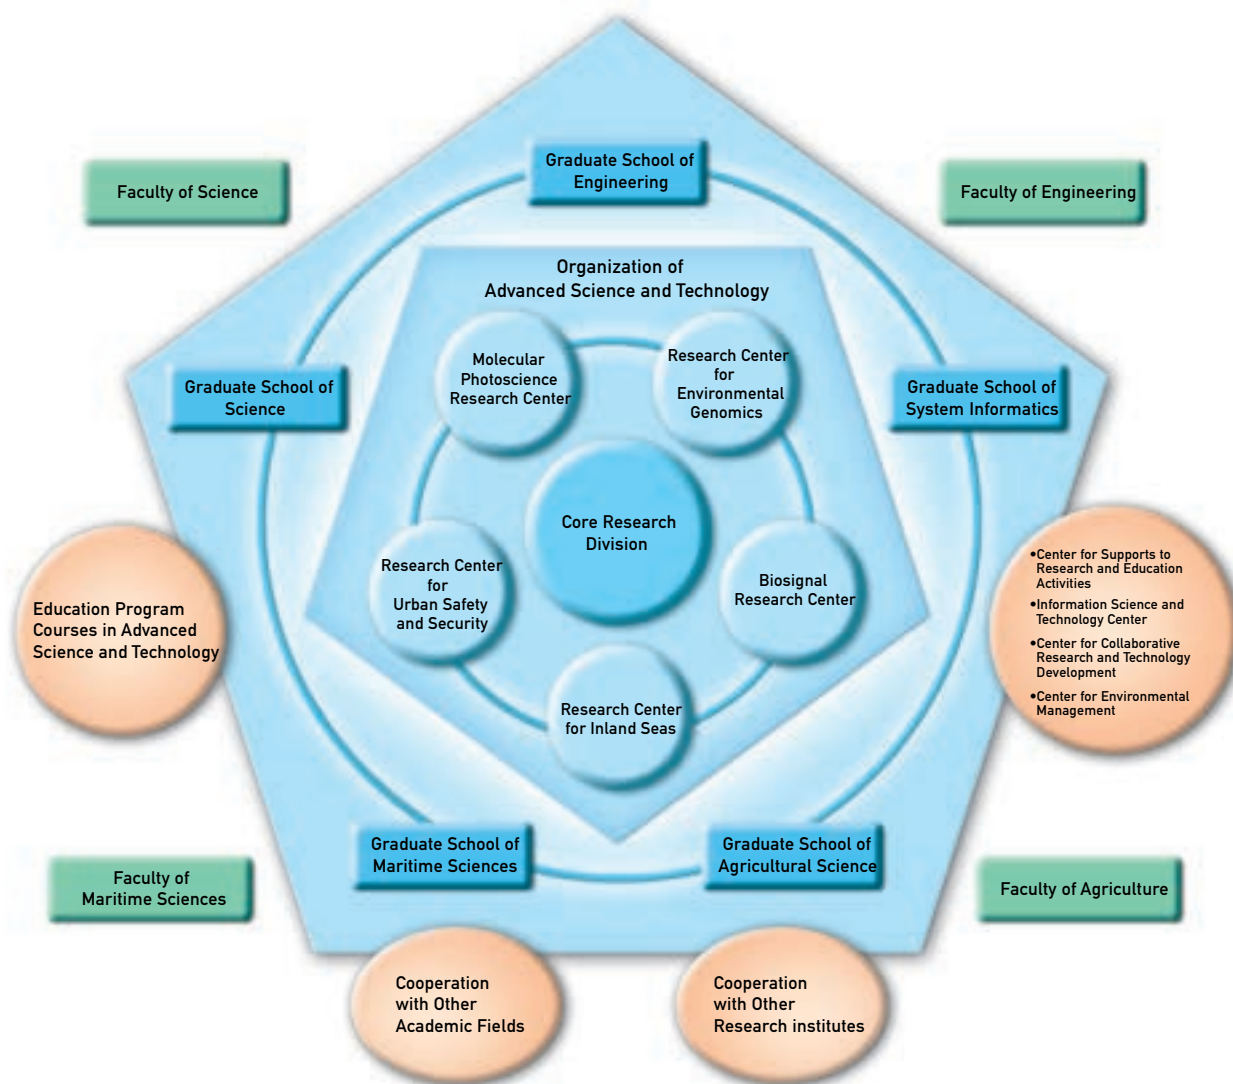 Graduate School of
Engineering
Faculty of Science
Faculty of Engineering
Organization of
Advanced Science and Technology
Molecular
Photoscience
Research Center
Research Center
for
Environmental
Genomics
Graduate School of
Science
Graduate School of
System Informatics
Core Research
Division
Research Center
for
Urban Safety
and Security
Biosignal
Research Center
Research Center
for Inland Seas
Education Program
Courses in Advanced
Science and Technology
•Center for Supports to
Research and Education
Activities
•Information Science and
Technology Center
•Center for Collaborative
Research and Technology
Development
•Center for Environmental
Management
Graduate School of
Maritime Sciences
Graduate School of
Agricultural Science
Faculty of
Maritime Sciences
Faculty of Agriculture
Cooperation
with Other
Academic Fields
Cooperation
with Other
Research institutes